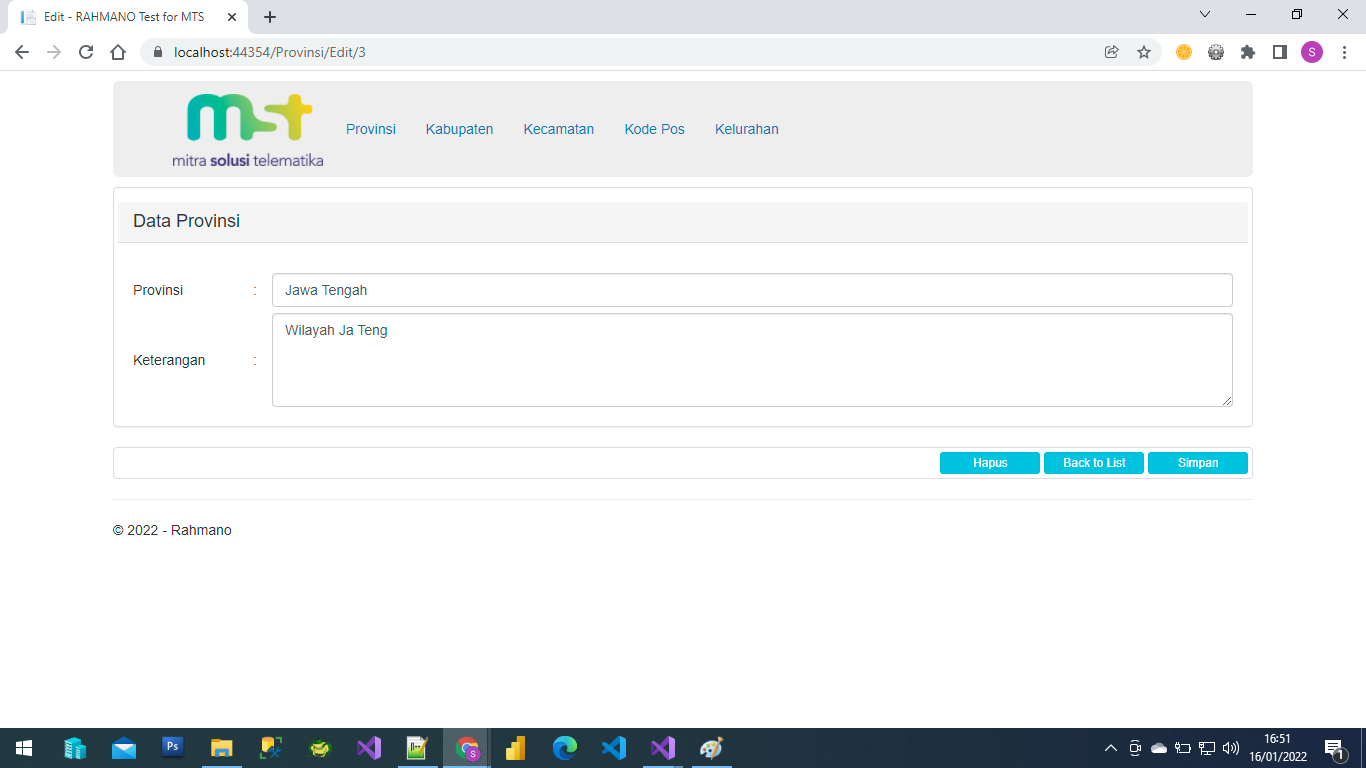 Edit - RAHMANO Test for MTS
localhost:44354/Provinsi/Edit/3
S
mst
mitra solusi telematika
Provinsi Kabupaten Kecamatan Kode Pos Kelurahan
Data Provinsi
Provinsi : Jawa Tengah
Keterangan : Wilayah Ja Teng
Hapus Back to List Simpan
© 2022 - Rahmano
Ps
S
16:51
16/01/2022
1